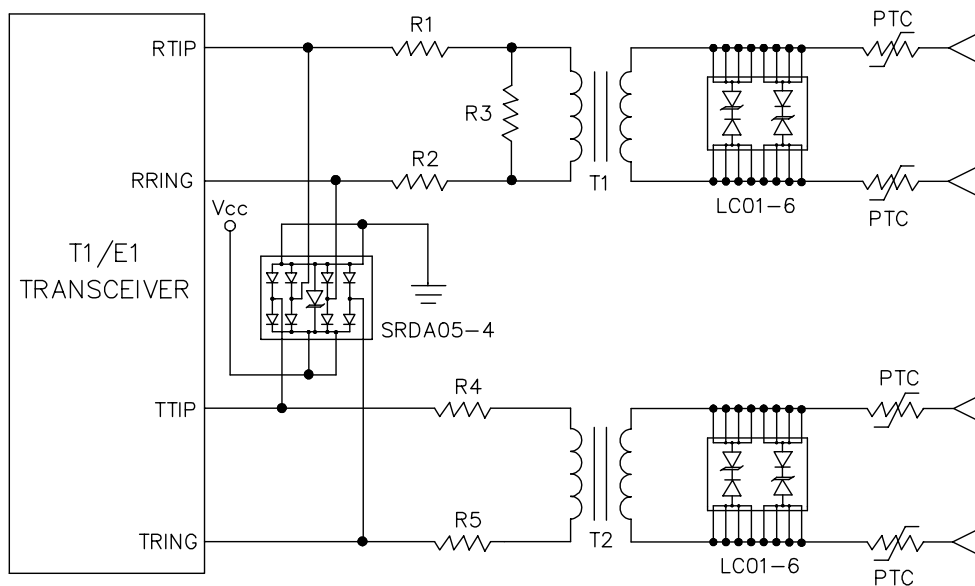 PTC
R1
RTIP
R3
R2
RRING
T1
LC01-6
PTC
Vcc
T1/E1
TRANSCEIVER
SRDA05-4
R4
PTC
TTIP
R5
TRING
T2
LC01-6
PTC